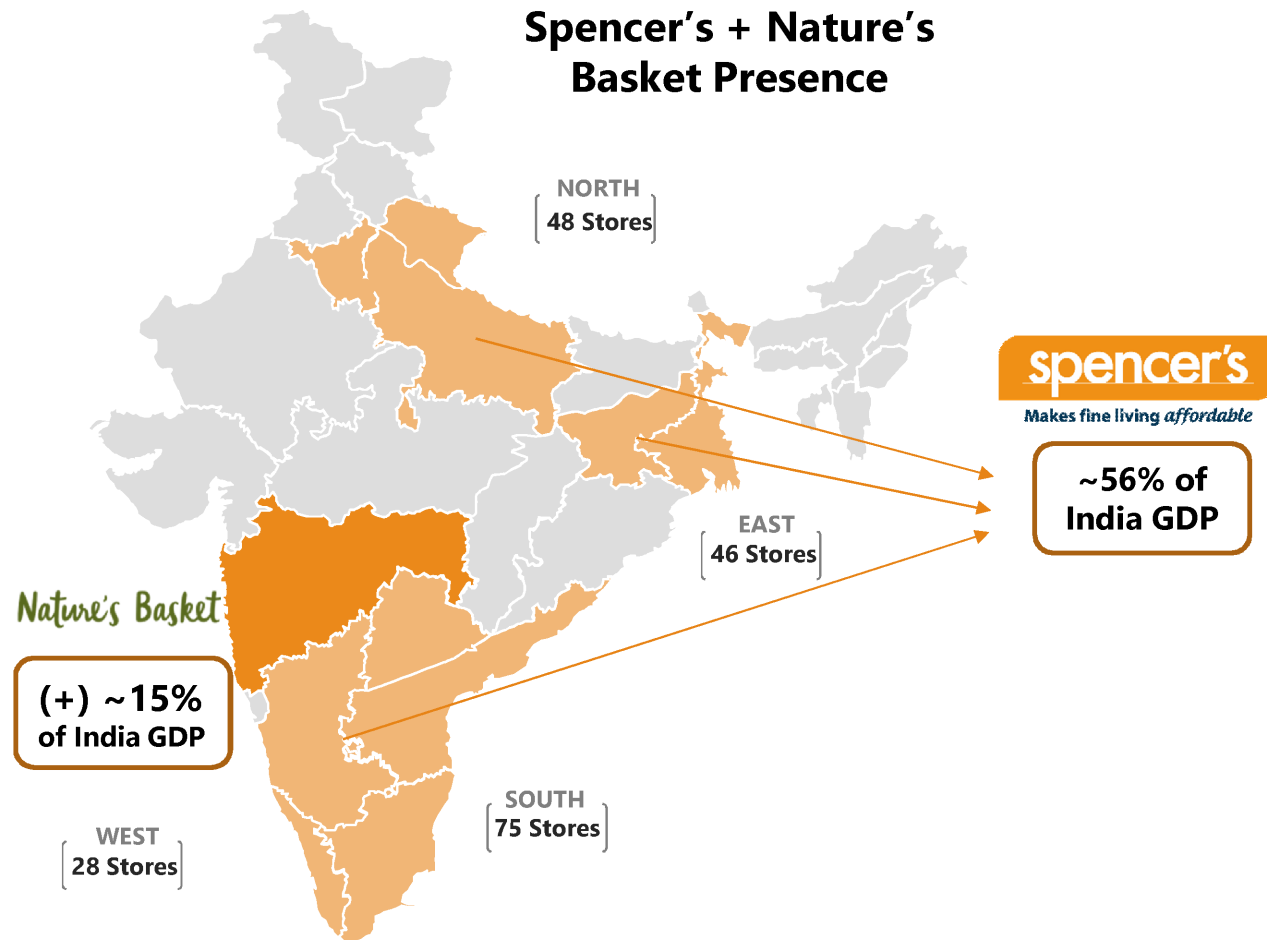 Spencer’s + Nature’s
Basket Presence
NORTH
48 Stores
spencer's
Makes fine living affordable
~56% of
India GDP
EAST
46 Stores
Nature's Basket
(+) ~15%
of India GDP
SOUTH
75 Stores
WEST
28 Stores